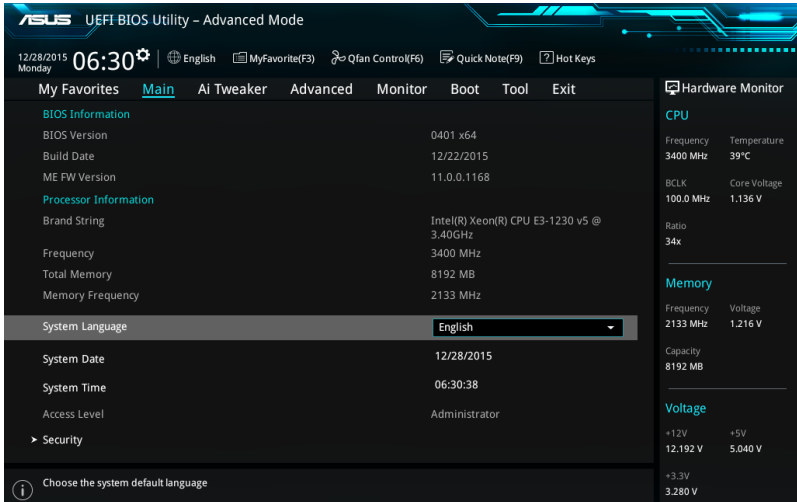 ASUS UEFI BIOS Utility – Advanced Mode
12/28/2015
Monday
06:30
English MyFavorite(F3) Qfan Control(F6) Quick Note(F9) ? Hot Keys
My Favorites Main Ai Tweaker Advanced Monitor Boot Tool Exit
BIOS Information
BIOS Version 0401 x64
Build Date 12/22/2015
ME FW Version 11.0.0.1168
Processor Information
Brand String Intel(R) Xeon(R) CPU E3-1230 v5 @
3.40GHz
Frequency 3400 MHz
Total Memory 8192 MB
Memory Frequency 2133 MHz
System Language English
System Date 12/28/2015
System Time 06:30:38
Access Level Administrator
> Security
i Choose the system default language
Hardware Monitor
CPU
Frequency Temperature
3400 MHz 39°C
BCLK Core Voltage
100.0 MHz 1.136 V
Ratio
34x
Memory
Frequency Voltage
2133 MHz 1.216 V
Capacity
8192 MB
Voltage
+12V +5V
12.192 V 5.040 V
+3.3V
3.280 V